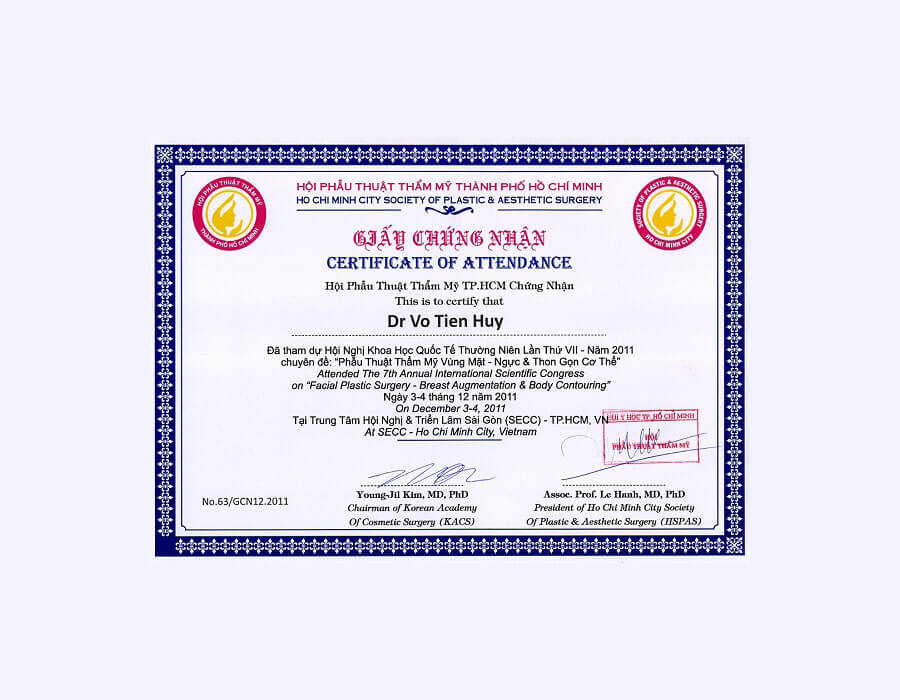 HỘI PHẪU THUẬT THẨM MỸ THÀNH PHỐ HỒ CHÍ MINH
HO CHI MINH CITY SOCIETY OF PLASTIC & AESTHETIC SURGERY
HỘI PHẪU THUẬT THẨM MỸ
THÀNH PHỐ HỒ CHÍ MINH
SOCIETY OF PLASTIC & AESTHETIC SURGERY
HO CHI MINH CITY
GIẤY CHỨNG NHẬN
CERTIFICATE OF ATTENDANCE
Hội Phẫu Thuật Thẩm Mỹ TP.HCM Chứng Nhận
This is to certify that
Dr Vo Tien Huy
Đã tham dự Hội Nghị Khoa Học Quốc Tế Thường Niên Lần Thứ VII - Năm 2011
chuyên đề: "Phẫu Thuật Thẩm Mỹ Vùng Mặt - Ngực & Thon Gọn Cơ Thể"
Attended The 7th Annual International Scientific Congress
on "Facial Plastic Surgery - Breast Augmentation & Body Contouring"
Ngày 3-4 tháng 12 năm 2011
On December 3-4, 2011
Tại Trung Tâm Hội Nghị & Triển Lãm Sài Gòn (SECC) - TP.HCM, VN
At SECC - Ho Chi Minh City, Vietnam
HỘI Y HỌC TP. HỒ CHÍ MINH
HỘI
PHẪU THUẬT THẨM MỸ
No.63/GCN12.2011
Young-Jil Kim, MD, PhD
Chairman of Korean Academy
Of Cosmetic Surgery (KACS)
Assoc. Prof. Le Hanh, MD, PhD
President of Ho Chi Minh City Society
Of Plastic & Aesthetic Surgery (HSPAS)